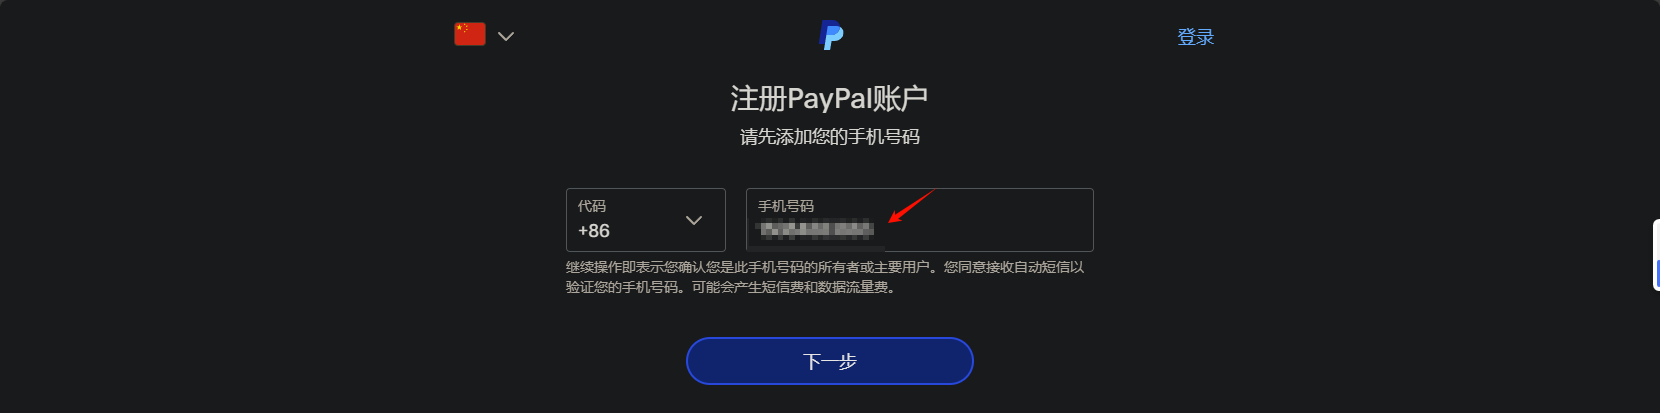 登录
注册PayPal账户
请先添加您的手机号码
代码
+86
手机号码
继续操作即表示您确认您是此手机号码的所有者或主要用户。您同意接收自动短信以
验证您的手机号码。可能会产生短信费和数据流量费。
下一步